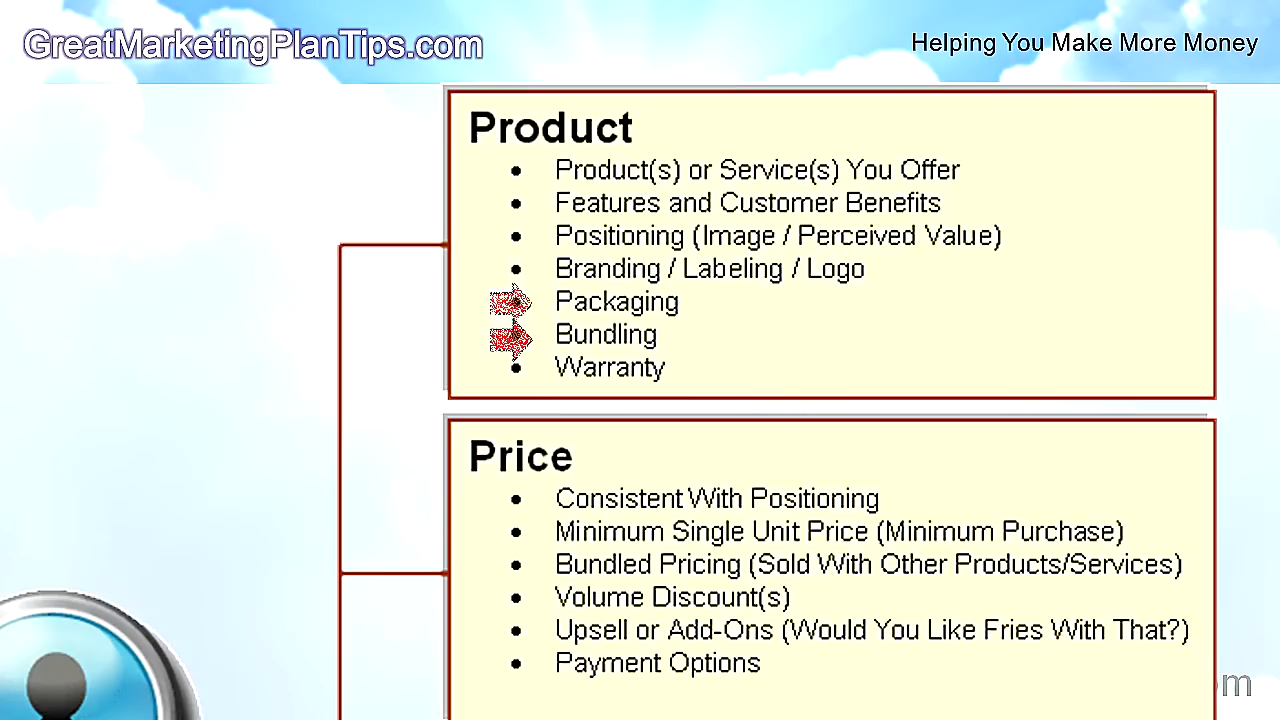 GreatMarketingPlanTips.com
Helping You Make More Money
Product
Product(s) or Service(s) You Offer
Features and Customer Benefits
Positioning (Image / Perceived Value)
Branding / Labeling / Logo
Packaging
Bundling
Warranty
Price
Consistent With Positioning
Minimum Single Unit Price (Minimum Purchase)
Bundled Pricing (Sold With Other Products/Services)
Volume Discount(s)
Upsell or Add-Ons (Would You Like Fries With That?)
Payment Options